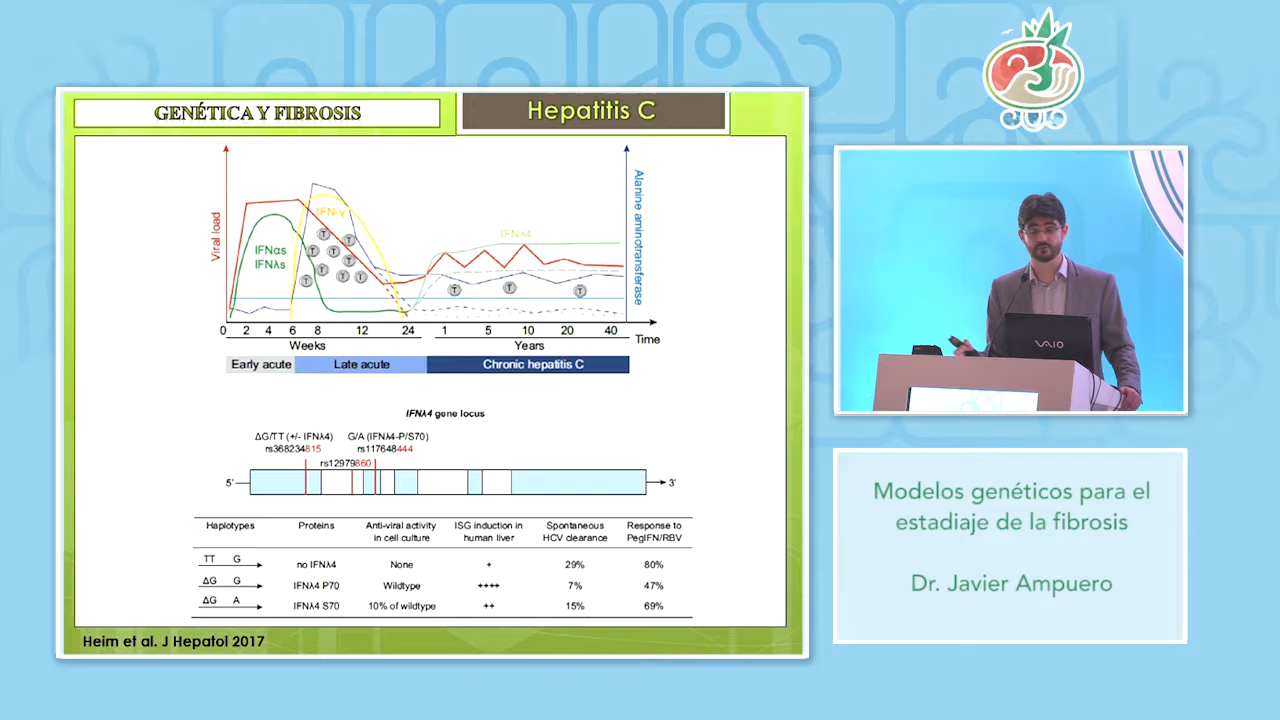 GENÉTICA Y FIBROSIS
Hepatitis C
Viral load
Alanine aminotransferase
IFN-γ
IFNαs
IFNλs
IFNλ4
T T T T T T T T T
T T T
0 2 4 6 8 12 24 1 5 10 20 40
Time
Weeks Years
Early acute Late acute Chronic hepatitis C
IFNλ4 gene locus
ΔG/TT (+/- IFNλ4) G/A (IFNλ4-P/S70)
rs368234815 rs117648444
rs12979860
5' 3'
Haplotypes Proteins Anti-viral activity in cell culture ISG induction in human liver Spontaneous HCV clearance Response to PegIFN/RBV
TT G no IFNλ4 None + 29% 80%
ΔG G IFNλ4 P70 Wildtype ++++ 7% 47%
ΔG A IFNλ4 S70 10% of wildtype ++ 15% 69%
Heim et al. J Hepatol 2017
VAIO
Modelos genéticos para el
estadiaje de la fibrosis
Dr. Javier Ampuero